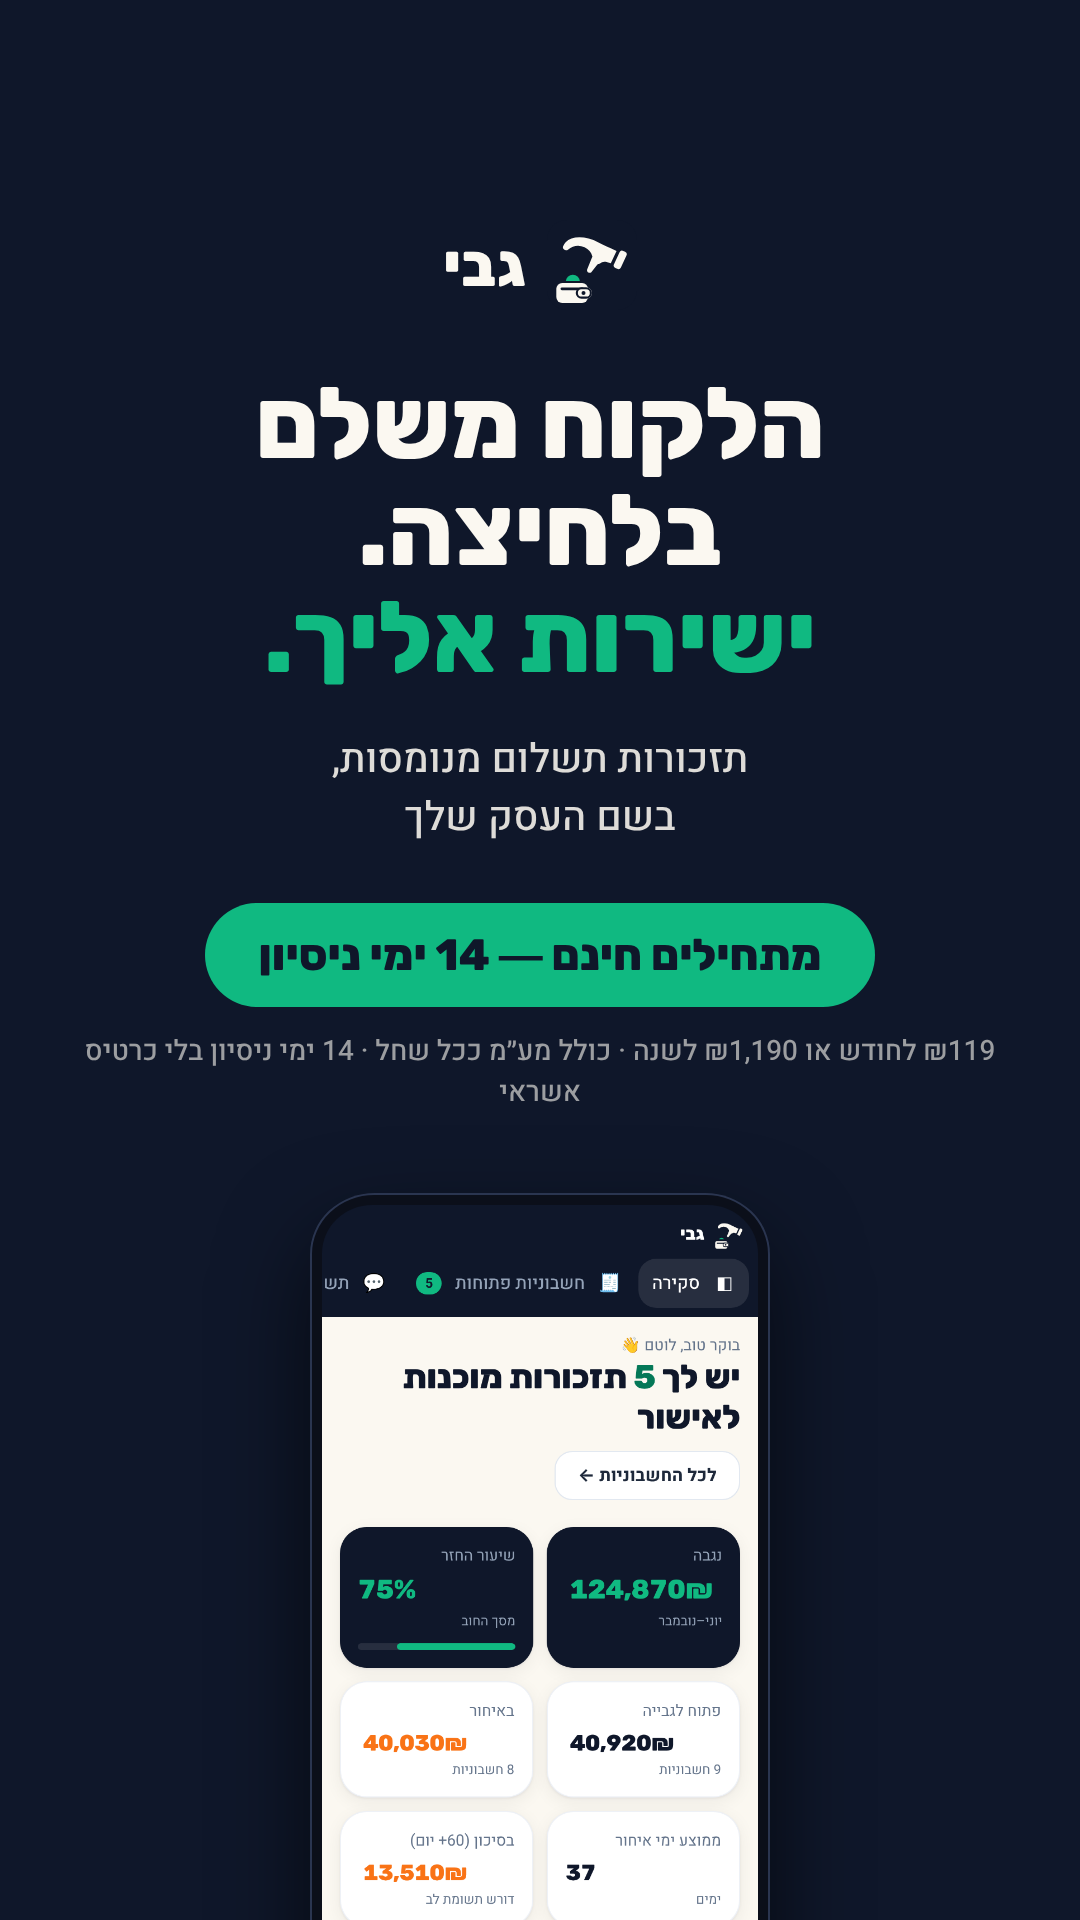 גבי
הלקוח משלם
בלחיצה.
ישירות אליך.
תזכורות תשלום מנומסות,
בשם העסק שלך
מתחילים חינם — 14 ימי ניסיון
₪119 לחודש או ₪1,190 לשנה · כולל מע״מ ככל שחל · 14 ימי ניסיון בלי כרטיס
אשראי
גבי
סקירה
חשבוניות פתוחות 5
תש
בוקר טוב, לוטם 👋
יש לך 5 תזכורות מוכנות
לאישור
לכל החשבוניות ←
נגבה
₪124,870
יוני–נובמבר
שיעור החזר
75%
מסך החוב
פתוח לגבייה
₪40,920
9 חשבוניות
באיחור
₪40,030
8 חשבוניות
ממוצע ימי איחור
37
ימים
בסיכון (60+ יום)
₪13,510
דורש תשומת לב